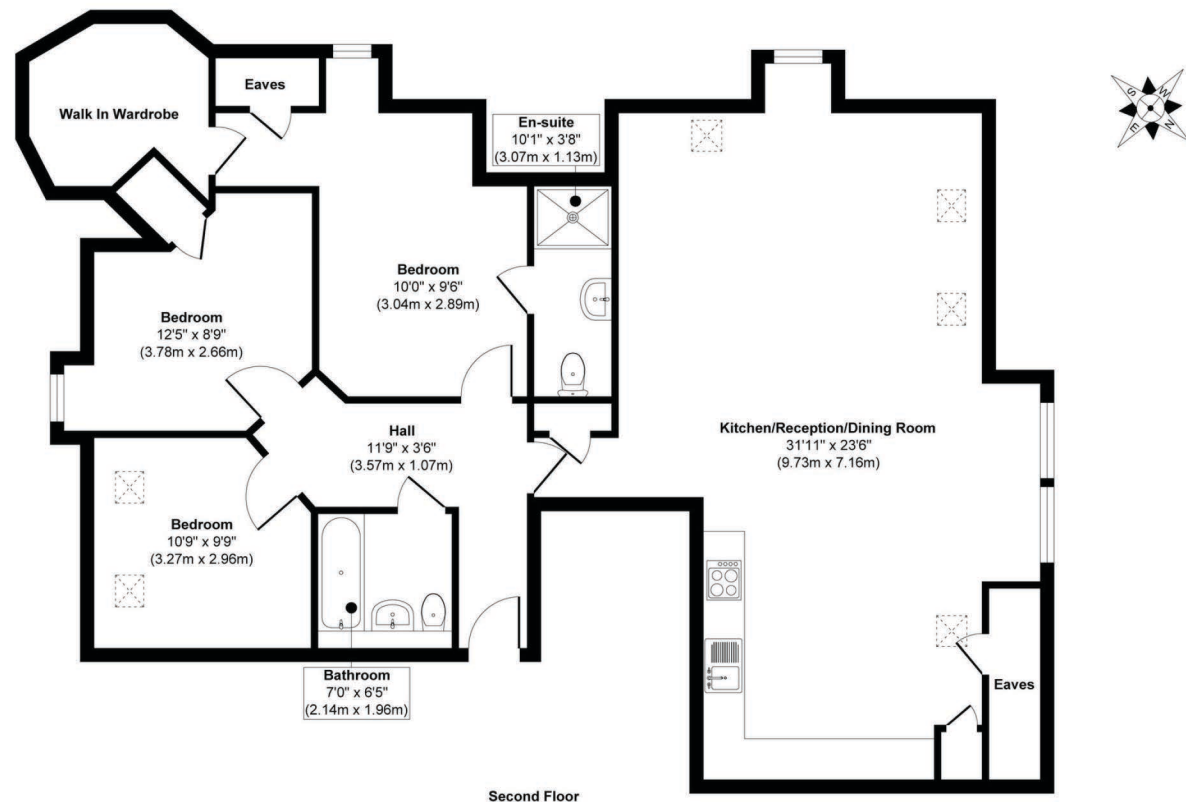 Walk In Wardrobe
Eaves
En-suite
10'1" x 3'8"
(3.07m x 1.13m)
S
W
E
N
Bedroom
10'0" x 9'6"
(3.04m x 2.89m)
Bedroom
12'5" x 8'9"
(3.78m x 2.66m)
Hall
11'9" x 3'6"
(3.57m x 1.07m)
Kitchen/Reception/Dining Room
31'11" x 23'6"
(9.73m x 7.16m)
Bedroom
10'9" x 9'9"
(3.27m x 2.96m)
Bathroom
7'0" x 6'5"
(2.14m x 1.96m)
Eaves
Second Floor